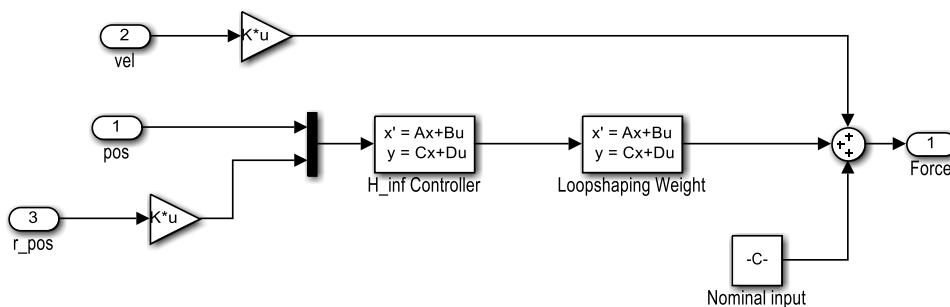 2
vel
K*u
1
pos
3
r_pos
K*u
x' = Ax+Bu
y = Cx+Du
H_inf Controller
x' = Ax+Bu
y = Cx+Du
Loopshaping Weight
-C-
Nominal input
+
+
+
1
Force